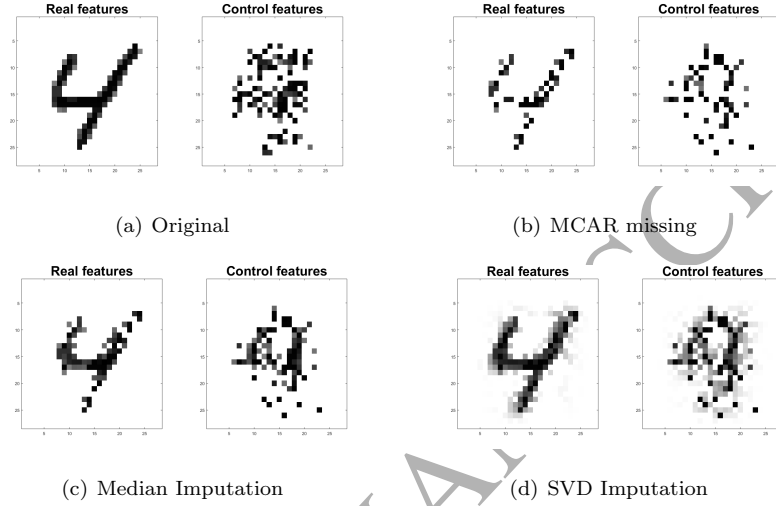 Real features Control features Real features Control features
(a) Original (b) MCAR missing
Real features Control features Real features Control features
(c) Median Imputation (d) SVD Imputation